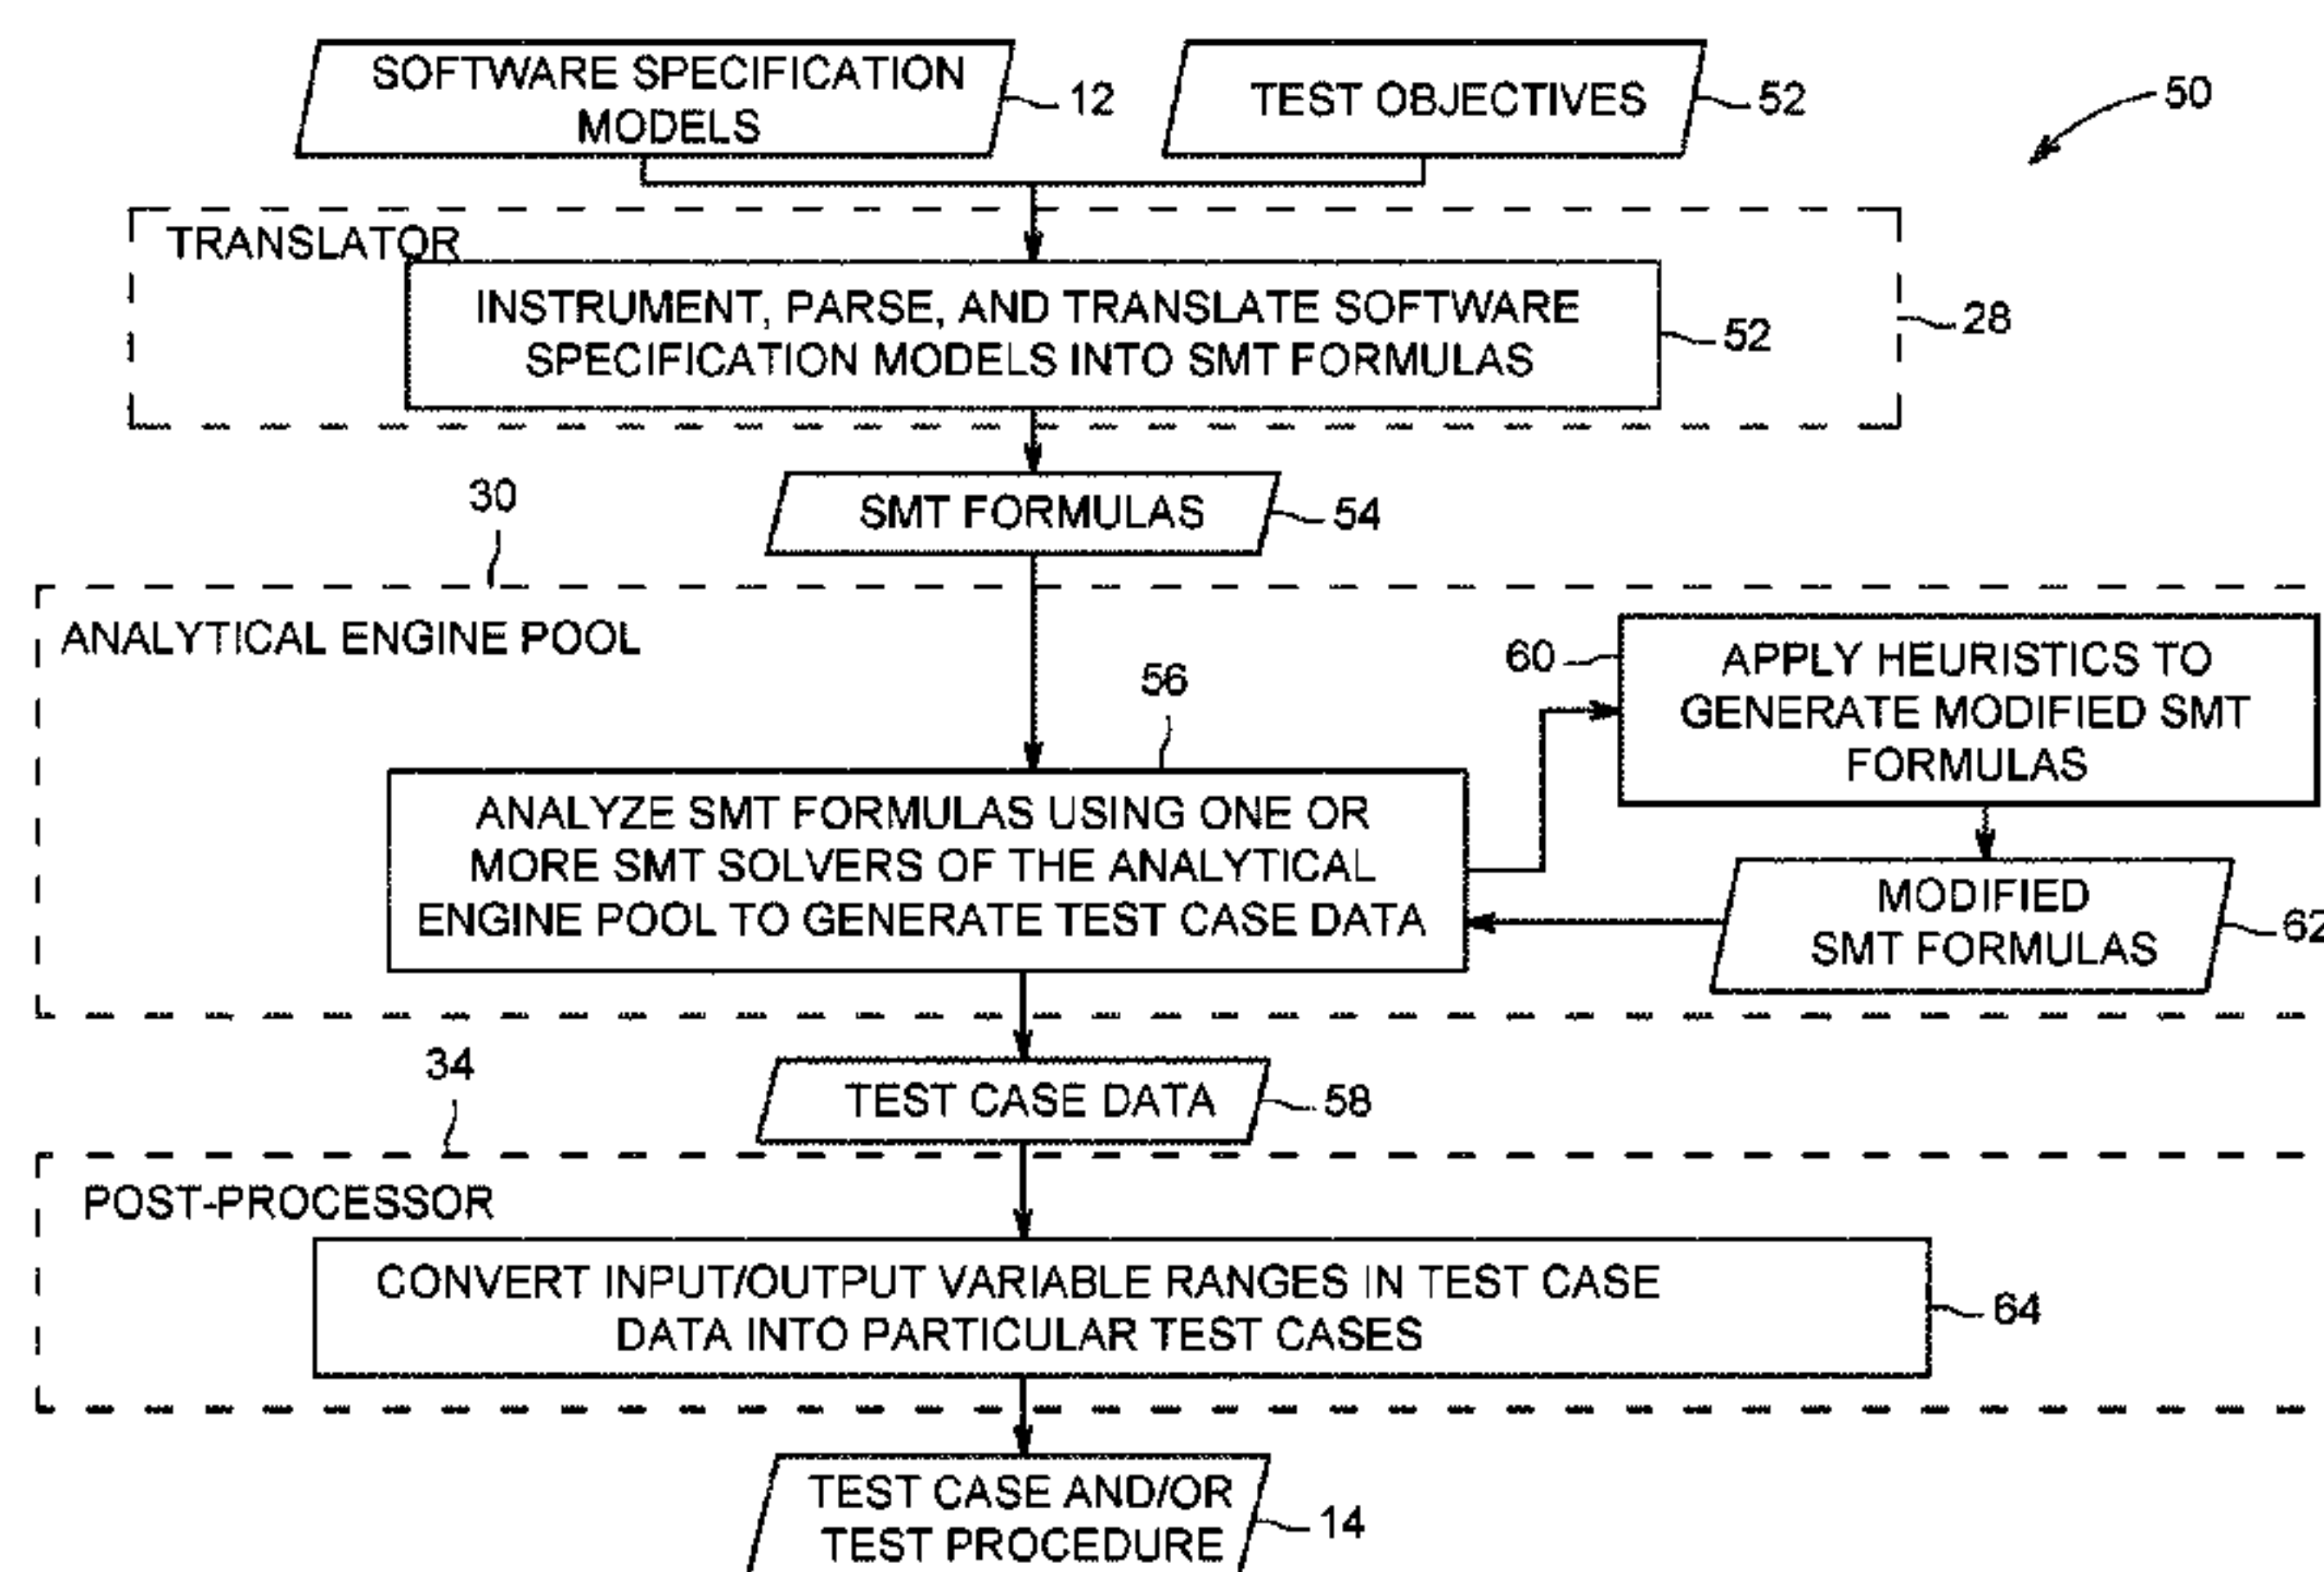 SOFTWARE SPECIFICATION
MODELS
12
TEST OBJECTIVES
52
50
TRANSLATOR
INSTRUMENT, PARSE, AND TRANSLATE SOFTWARE
SPECIFICATION MODELS INTO SMT FORMULAS
52
28
SMT FORMULAS
54
30
ANALYTICAL ENGINE POOL
56
60
APPLY HEURISTICS TO
GENERATE MODIFIED SMT
FORMULAS
ANALYZE SMT FORMULAS USING ONE OR
MORE SMT SOLVERS OF THE ANALYTICAL
ENGINE POOL TO GENERATE TEST CASE DATA
MODIFIED
SMT FORMULAS
62
34
TEST CASE DATA
58
POST-PROCESSOR
CONVERT INPUT/OUTPUT VARIABLE RANGES IN TEST CASE
DATA INTO PARTICULAR TEST CASES
64
TEST CASE AND/OR
TEST PROCEDURE
14